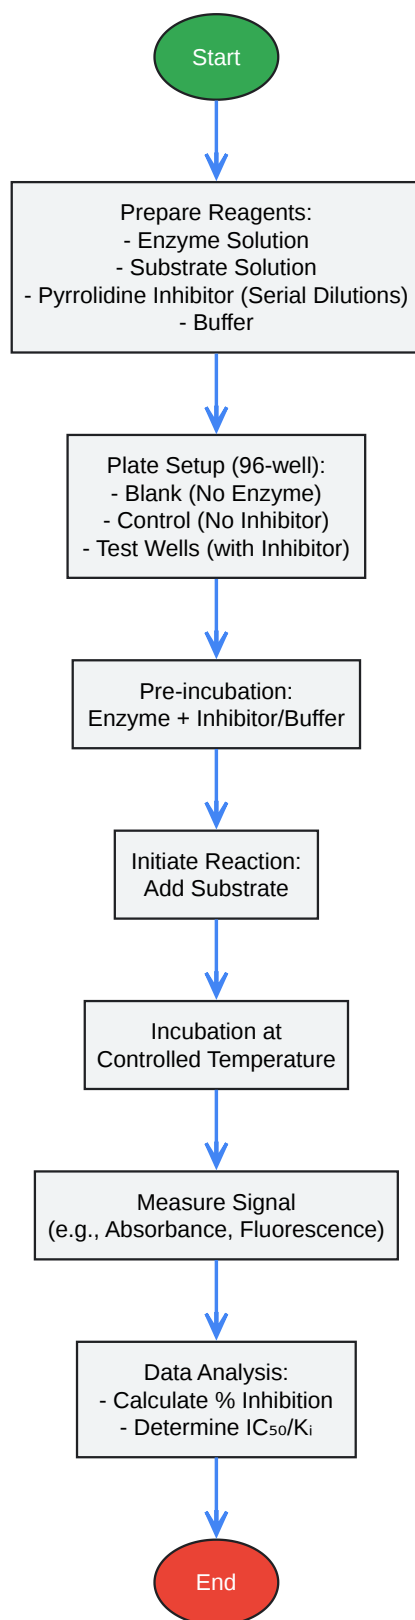 Start
Prepare Reagents:
- Enzyme Solution
- Substrate Solution
- Pyrrolidine Inhibitor (Serial Dilutions)
- Buffer
Plate Setup (96-well):
- Blank (No Enzyme)
- Control (No Inhibitor)
- Test Wells (with Inhibitor)
Pre-incubation:
Enzyme + Inhibitor/Buffer
Initiate Reaction:
Add Substrate
Incubation at
Controlled Temperature
Measure Signal
(e.g., Absorbance, Fluorescence)
Data Analysis:
- Calculate % Inhibition
- Determine IC₅₀/Kᵢ
End